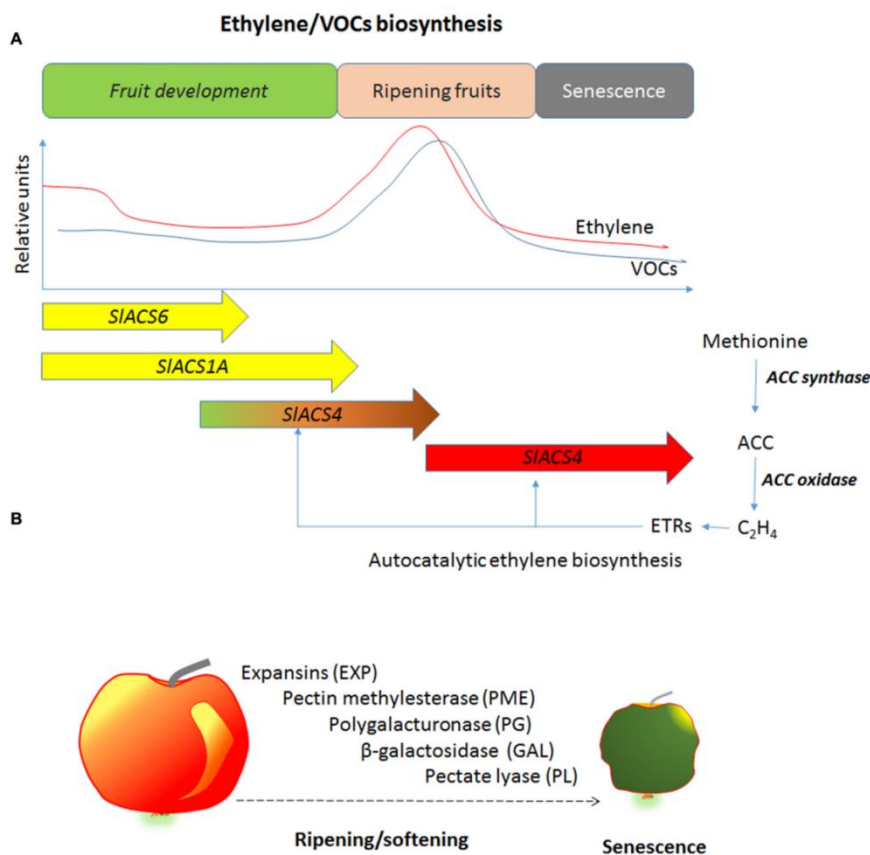 Ethylene/VOCs biosynthesis
A
Fruit development
Ripening fruits
Senescence
Relative units
Ethylene
VOCs
SlACS6
SlACS1A
SlACS4
SlACS4
Methionine
ACC synthase
ACC
ACC oxidase
C₂H₄
ETRs
Autocatalytic ethylene biosynthesis
B
Expansins (EXP)
Pectin methylesterase (PME)
Polygalacturonase (PG)
β-galactosidase (GAL)
Pectate lyase (PL)
Ripening/softening
Senescence